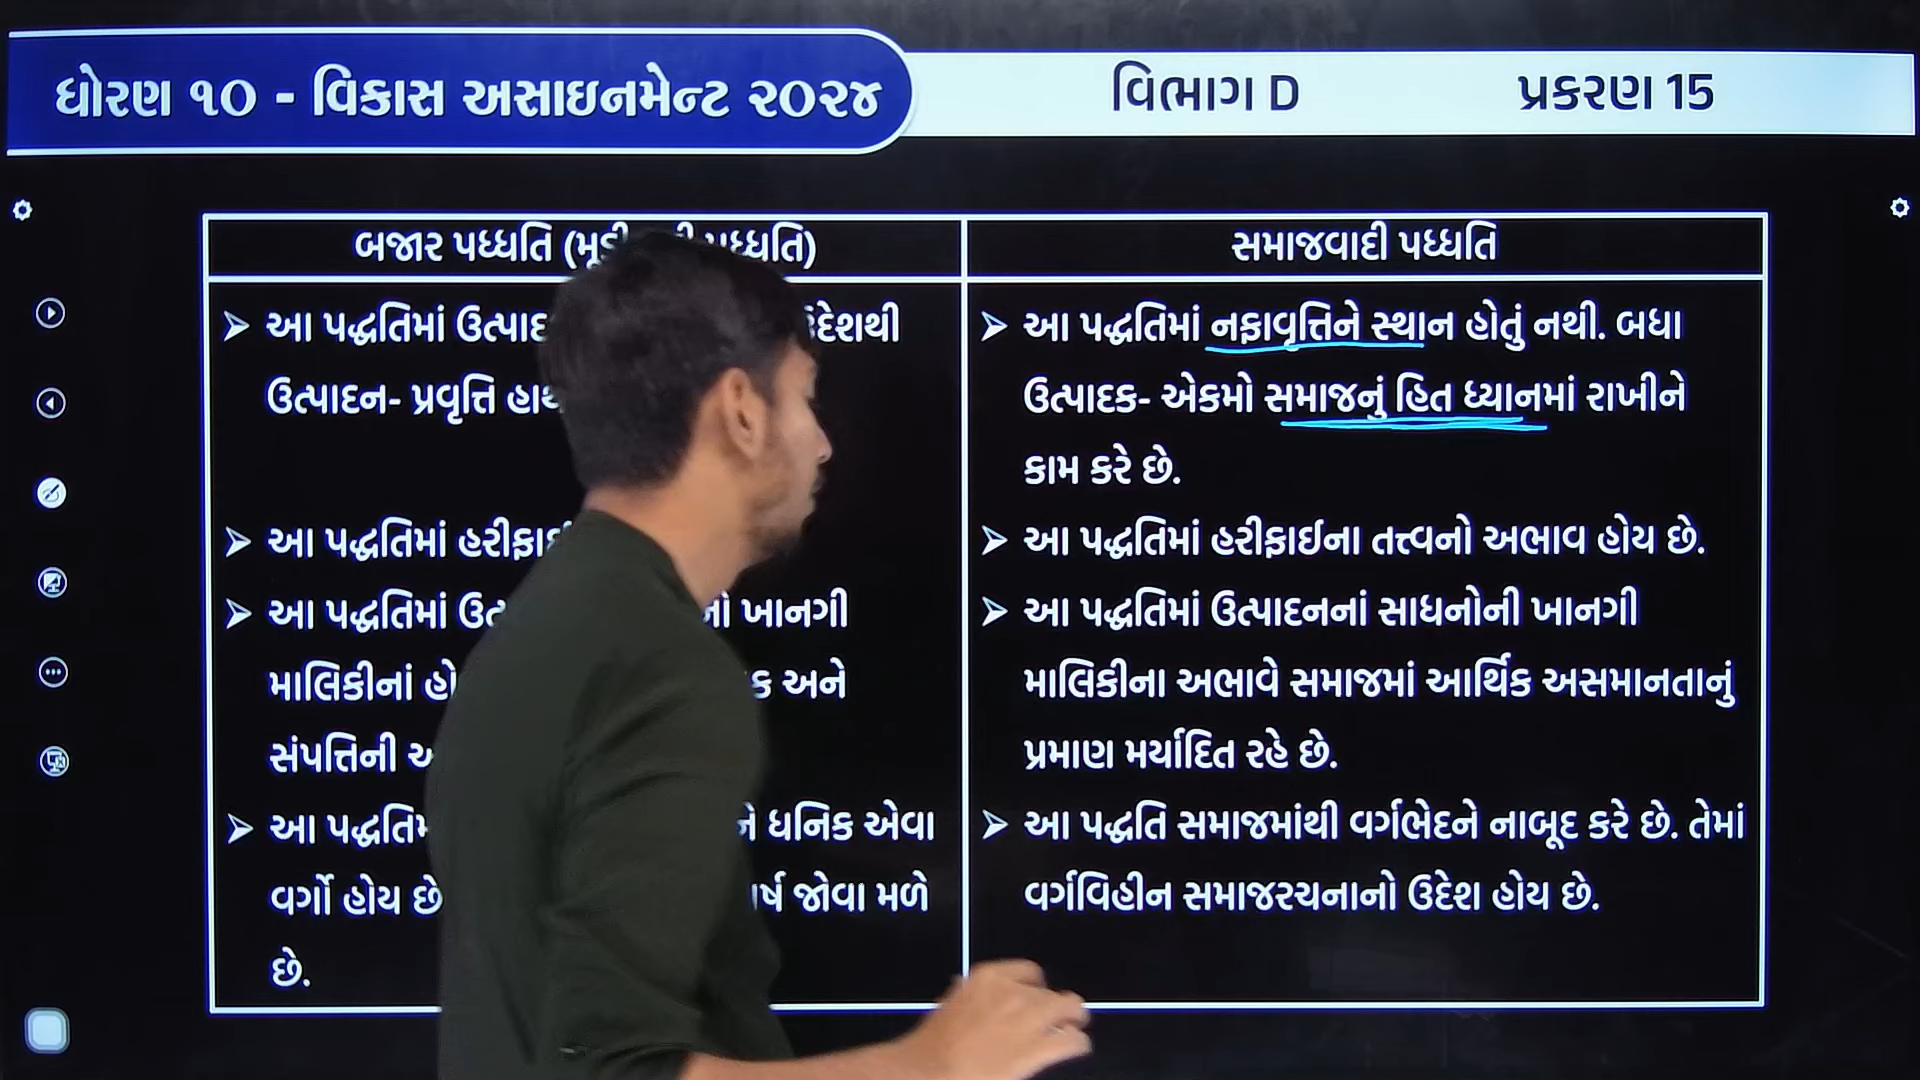 ધોરણ ૧૦ - વિકાસ અસાઇનમેન્ટ ૨૦૨૪
વિભાગ D
પ્રકરણ 15
બજાર પધ્ધતિ પધ્ધતિ)
આ પદ્ધતિમાં
ઉત્પાદન- પ્રવૃત્તિ
આ પદ્ધતિમાં
આ પદ્ધતિમાં ખાનગી
માલિકીનાં અને
સંપત્તિની
ધનિક એવા
વર્ગો હોય છે જોવા મળે
છે.
સમાજવાદી પધ્ધતિ
આ પદ્ધતિમાં નફાવૃત્તિને સ્થાન હોતું નથી. બધા
ઉત્પાદક- એકમો સમાજનું હિત ધ્યાનમાં રાખીને
કામ કરે છે.
આ પદ્ધતિમાં હરીફાઈના તત્ત્વનો અભાવ હોય છે.
આ પદ્ધતિમાં ઉત્પાદનનાં સાધનોની ખાનગી
માલિકીના અભાવે સમાજમાં આર્થિક અસમાનતાનું
પ્રમાણ મર્યાદિત રહે છે.
આ પદ્ધતિ સમાજમાંથી વર્ગભેદને નાબૂદ કરે છે. તેમાં
વર્ગવિહીન સમાજરચનાનો ઉદેશ હોય છે.